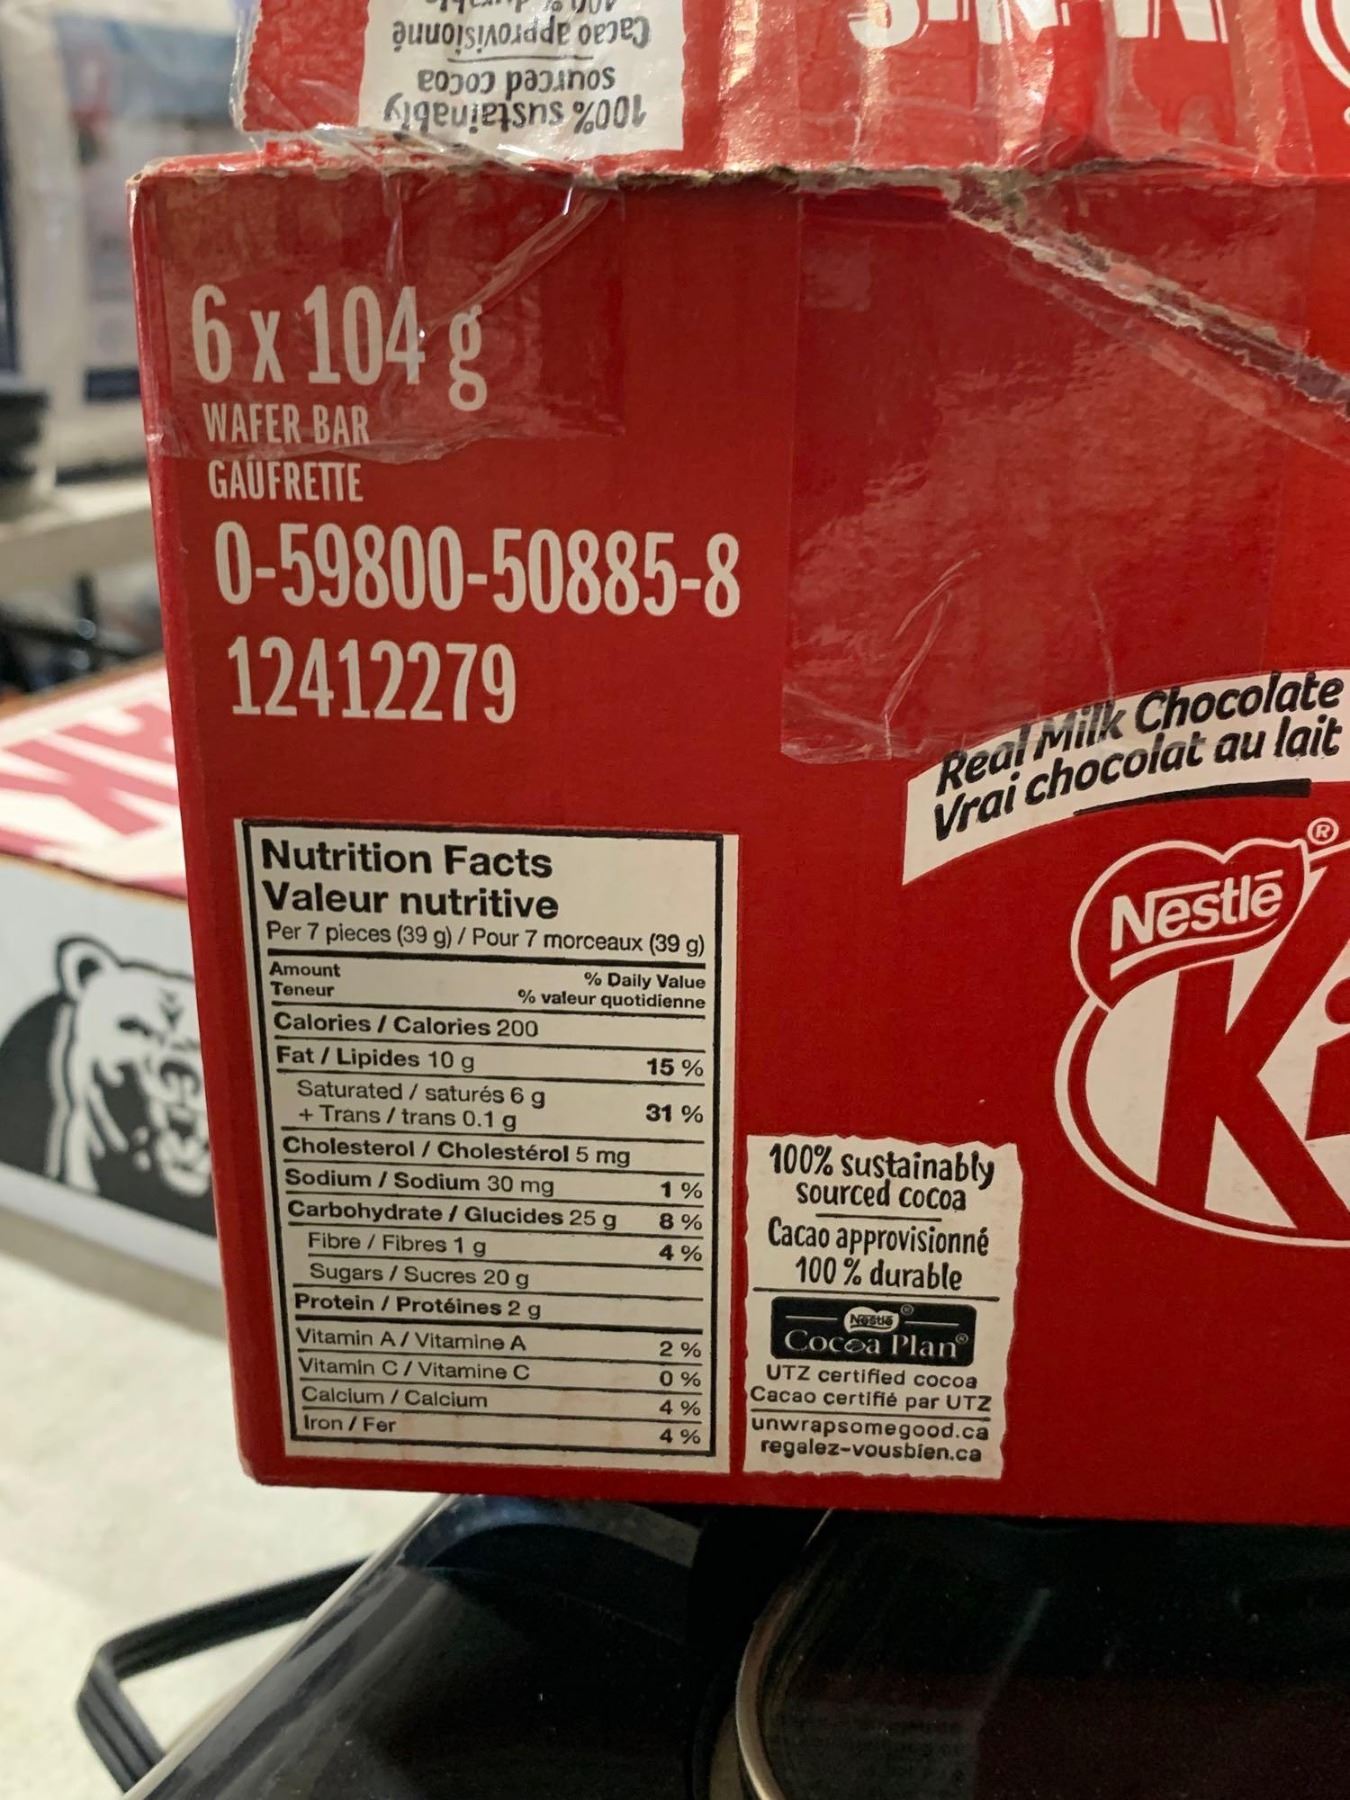 100% sustainably
sourced cocoa
Cacao approvisionné
6 x 104 g
WAFER BAR
GAUFRETTE
0-59800-50885-8
12412279
Real Milk Chocolate
Vrai chocolat au lait
Nestlé®
Nutrition Facts
Valeur nutritive
Per 7 pieces (39 g) / Pour 7 morceaux (39 g)
Amount % Daily Value
Teneur % valeur quotidienne
Calories / Calories 200
Fat / Lipides 10 g 15 %
Saturated / saturés 6 g
+ Trans / trans 0.1 g 31 %
Cholesterol / Cholestérol 5 mg
Sodium / Sodium 30 mg 1 %
Carbohydrate / Glucides 25 g 8 %
Fibre / Fibres 1 g 4 %
Sugars / Sucres 20 g
Protein / Protéines 2 g
Vitamin A / Vitamine A 2 %
Vitamin C / Vitamine C 0 %
Calcium / Calcium 4 %
Iron / Fer 4 %
100% sustainably
sourced cocoa
Cacao approvisionné
100 % durable
Nestlé®
Cocoa Plan®
UTZ certified cocoa
Cacao certifié par UTZ
unwrapsomegood.ca
regalez-vousbien.ca